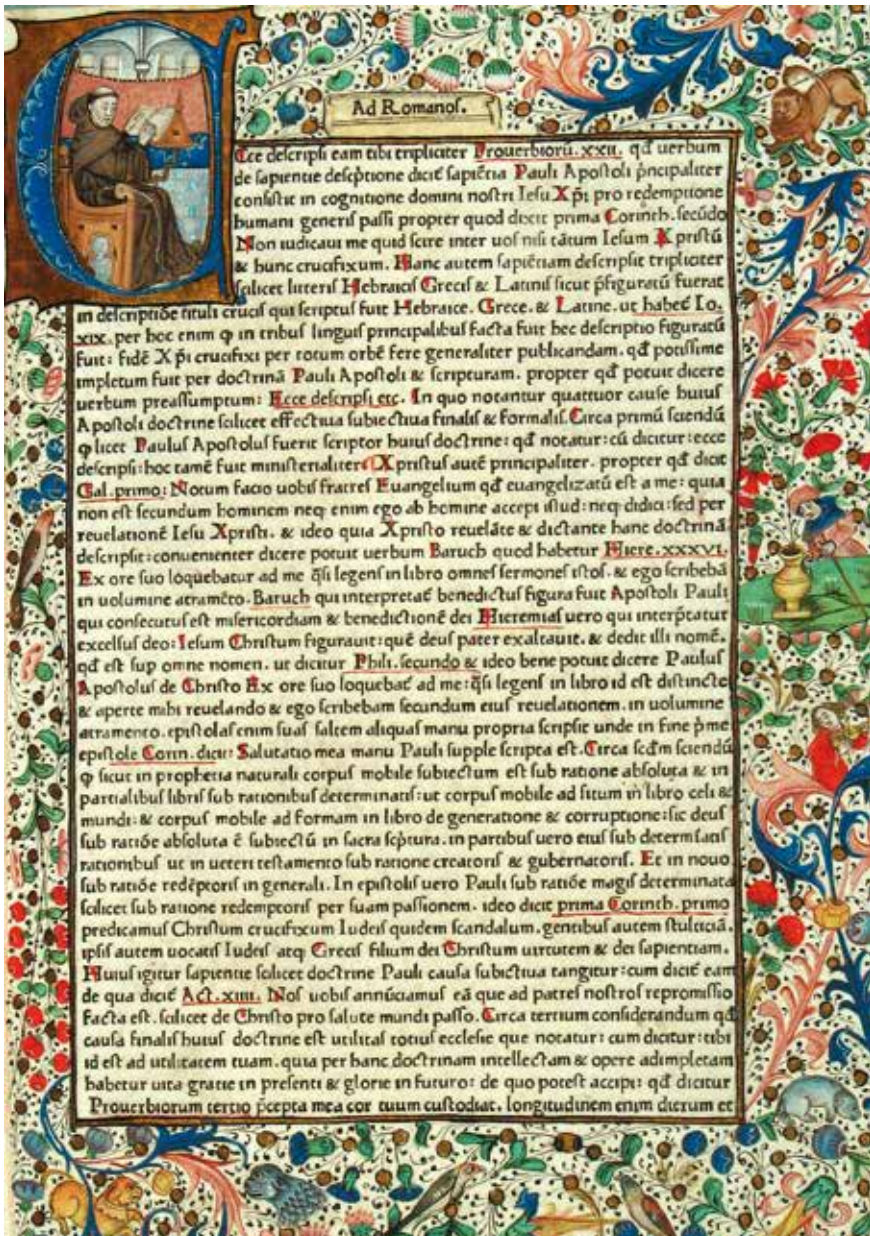 Ad Romanos.
Ecce descripsi eam tibi tripliciter Prouerbiorũ.xxii. qđ uerbum
de sapientie descp̃tione dicit̃ sapiẽtia Pauli Apostoli p̃ncipaliter
consistit in cognitione domini nostri Iesu Xp̃i pro redemptione
humani generis passi propter quod dixit prima Corinth. secũdo
Non iudicaui me quid scire inter uos nisi tãtum Iesum Xpristũ
& hunc crucifixum. Hanc autem sapiẽtiam descripsit tripliciter
scilicet litteris Hebraicis Grecis & Latinis sicut p̃figuratũ fuerat
in descriptiõe tituli crucis qui scriptus fuit Hebraice. Grece. & Latine. ut habet̃ Io.
xix. per hoc enim ꝙ in tribus linguis principalibus facta fuit hec descriptio figuratũ
fuit: fidẽ Xp̃i crucifixi per totum orbẽ fere generaliter publicandam. qđ potissime
impletum fuit per doctrinã Pauli Apostoli & scripturam. propter qđ potuit dicere
uerbum preassumptum: Ecce descripsi etc. In quo notantur quattuor cause huius
Apostoli doctrine scilicet effectiua subiectiua finalis & formalis. Circa primũ sciendũ
ꝙ licet Paulus Apostolus fuerit scriptor huius doctrine: qđ notatur: cũ dicitur: ecce
descripsi: hoc tamẽ fuit ministerialiter: Xpristus autẽ principaliter. propter qđ dicit
Gal. primo: Notum facio uobis fratres Euangelium qđ euangelizatũ est a me: quia
non est secundum hominem neq; enim ego ab homine accepi istud: neq; didici: sed per
reuelationẽ Iesu Xpristi. & ideo quia Xpristo reuelãte & dictante hanc doctrinã
descripsit: conuenienter dicere potuit uerbum Baruch quod habetur Hiere. XXXVI.
Ex ore suo loquebatur ad me q̃si legens in libro omnes sermones istos. & ego scribebã
in uolumine atramẽto. Baruch qui interpretat̃ benedictus figura fuit Apostoli Pauli
qui consecutus est misericordiam & benedictionẽ dei Hieremias uero qui interp̃tatur
excelsus deo: Iesum Christum figurauit: quẽ deus pater exaltauit. & dedit illi nomẽ.
qđ est sup omne nomen. ut dicitur Phili. secundo & ideo bene potuit dicere Paulus
Apostolus de Christo Ex ore suo loquebat̃ ad me: q̃si legens in libro id est distincte
& aperte mihi reuelando & ego scribebam secundum eius reuelationem. in uolumine
atramento. epistolas enim suas saltem aliquas manu propria scripsit unde in fine p̃me
epistole Corin. dicit: Salutatio mea manu Pauli supple scripta est. Circa scđm sciendũ
ꝙ sicut in prophetia naturali corpus mobile subiectum est sub ratione absoluta & in
partialibus libris sub rationibus determinatis: ut corpus mobile ad situm in libro celi &
mundi: & corpus mobile ad formam in libro de generatione & corruptione: sic deus
sub ratiõe absoluta ẽ subiectũ in sacra scp̃tura. in partibus uero eius sub determĩatis
rationibus ut in ueteri testamento sub ratione creatoris & gubernatoris. Et in nouo
sub ratiõe redẽptoris in generali. In epistolis uero Pauli sub ratiõe magis determinata
scilicet sub ratione redemptoris per suam passionem. ideo dicit prima Corinth. primo
predicamus Christum crucifixum Iudeis quidem scandalum. gentibus autem stulticiã.
ipsis autem uocatis Iudeis atq; Grecis filium dei Christum uirtutem & dei sapientiam.
Huius igitur sapientie scilicet doctrine Pauli causa subiectiua tangitur: cum dicit̃ eam
de qua dicit̃ Act. xiii. Nos uobis annũciamus eã que ad patres nostros repromissio
facta est. scilicet de Christo pro salute mundi passo. Circa tertium considerandum qđ
causa finalis huius doctrine est utilitas totius ecclesie que notatur: cum dicitur: tibi
id est ad utilitatem tuam. quia per hanc doctrinam intellectam & opere adimpletam
habetur uita gratie in presenti & glorie in futuro: de quo potest accipi: qđ dicitur
Prouerbiorum tertio p̃cepta mea cor tuum custodiat. longitudinem enim dierum et